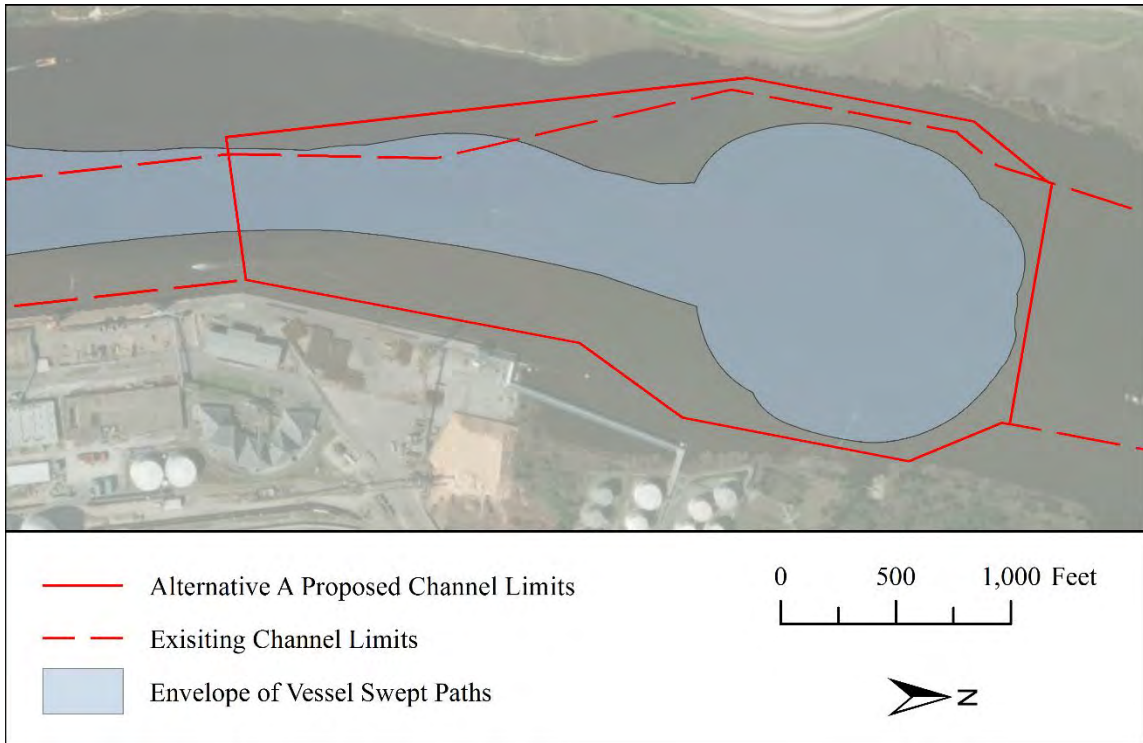 Alternative A Proposed Channel Limits
Exisiting Channel Limits
Envelope of Vessel Swept Paths
0 500 1,000 Feet
N